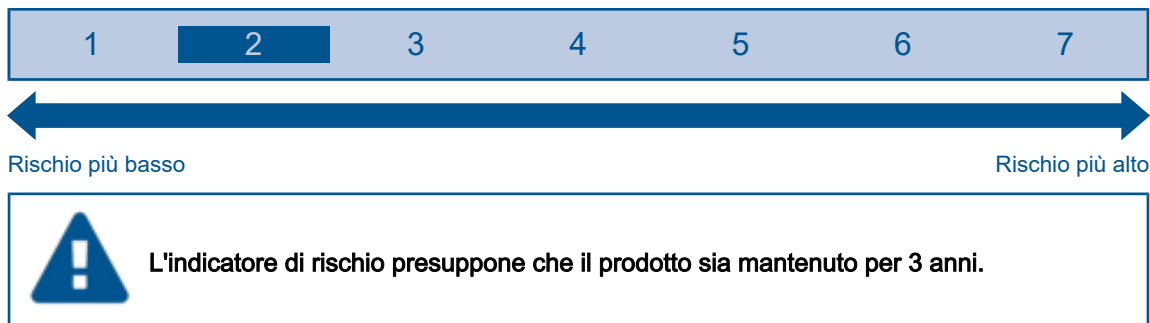 1 2 3 4 5 6 7
Rischio più basso Rischio più alto
L'indicatore di rischio presuppone che il prodotto sia mantenuto per 3 anni.